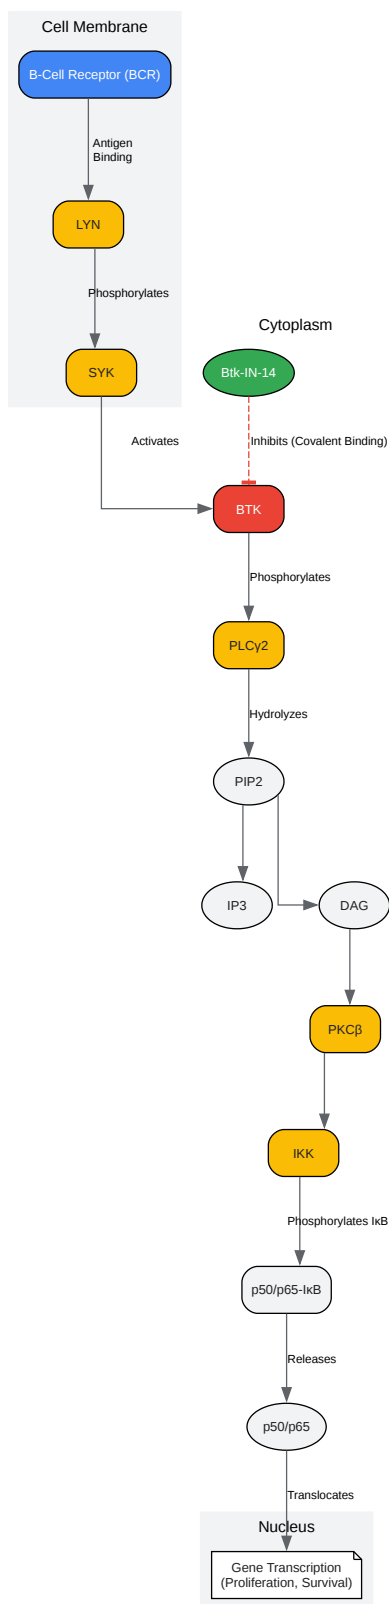 Cell Membrane
B-Cell Receptor (BCR)
Antigen
Binding
LYN
Phosphorylates
SYK
Cytoplasm
Btk-IN-14
Activates
Inhibits (Covalent Binding)
BTK
Phosphorylates
PLCγ2
Hydrolyzes
PIP2
IP3
DAG
PKCβ
IKK
Phosphorylates IκB
p50/p65-IκB
Releases
p50/p65
Translocates
Nucleus
Gene Transcription
(Proliferation, Survival)